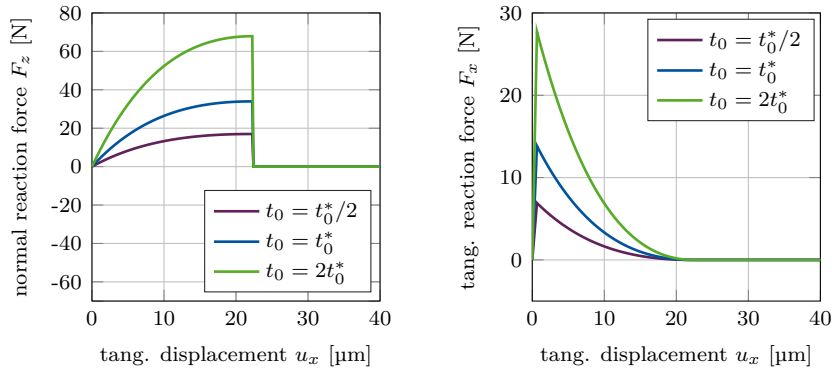 normal reaction force F_z [N]
80
60
40
20
0
-20
-40
-60
t_0 = t_0^*/2
t_0 = t_0^*
t_0 = 2t_0^*
0 10 20 30 40
tang. displacement u_x [µm]
tang. reaction force F_x [N]
30
20
10
0
t_0 = t_0^*/2
t_0 = t_0^*
t_0 = 2t_0^*
0 10 20 30 40
tang. displacement u_x [µm]